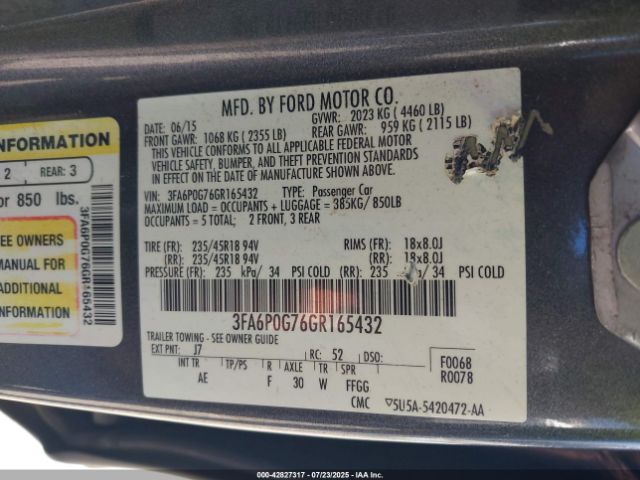 INFORMATION
2 REAR: 3
or 850 lbs.
SEE OWNERS
MANUAL FOR
ADDITIONAL
INFORMATION
3FA6P0G76GR165432
MFD. BY FORD MOTOR CO.
DATE: 06/15 GVWR: 2023 KG ( 4460 LB)
FRONT GAWR: 1068 KG ( 2355 LB) REAR GAWR: 959 KG ( 2115 LB)
THIS VEHICLE CONFORMS TO ALL APPLICABLE FEDERAL MOTOR
VEHICLE SAFETY, BUMPER, AND THEFT PREVENTION STANDARDS
IN EFFECT ON THE DATE OF MANUFACTURE SHOWN ABOVE.
VIN: 3FA6P0G76GR165432 TYPE: Passenger Car
MAXIMUM LOAD = OCCUPANTS + LUGGAGE = 385KG/ 850LB
OCCUPANTS = 5 TOTAL; 2 FRONT, 3 REAR
TIRE (FR): 235/45R18 94V RIMS (FR): 18x8.0J
(RR): 235/45R18 94V (RR): 18x8.0J
PRESSURE (FR): 235 kPa/ 34 PSI COLD (RR): 235 kPa/ 34 PSI COLD
3FA6P0G76GR165432
TRAILER TOWING - SEE OWNER GUIDE
EXT PNT: J7 RC: 52 DSO: F0068
INT TR TP/PS R AXLE TR SPR R0078
AE F 30 W FFGG
CMC ▽5U5A-5420472-AA
000-42827317 - 07/23/2025 - IAAI.com